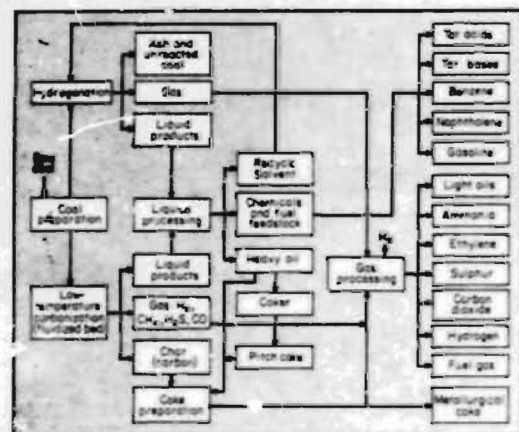 Ash and
unreacted
coal
Hydrogenation
Gas
Liquid
products
Recycle
Solvent
Coal
preparation
Liquid
processing
Chemicals
and fuel
feedstock
Liquid
products
Heavy oil
Low-
temperature
carbonization
(fluidized bed)
Gas H₂,
CH₄, H₂S, CO
Coker
Char
(carbon)
Pitch coke
Coke
preparation
H₂
Gas
processing
Tar acids
Tar bases
Benzene
Naphthalene
Gasoline
Light oils
Ammonia
Ethylene
Sulphur
Carbon
dioxide
Hydrogen
Fuel gas
Metallurgical
coke